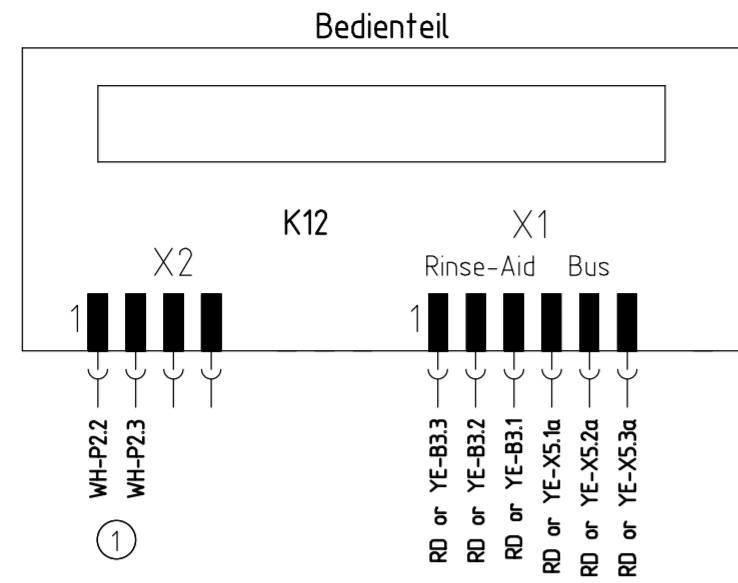 Bedienteil
K12
X1
X2
Rinse-Aid Bus
1
1
WH-P2.2
WH-P2.3
RD or YE-B3.3
RD or YE-B3.2
RD or YE-B3.1
RD or YE-X5.1a
RD or YE-X5.2a
RD or YE-X5.3a
1